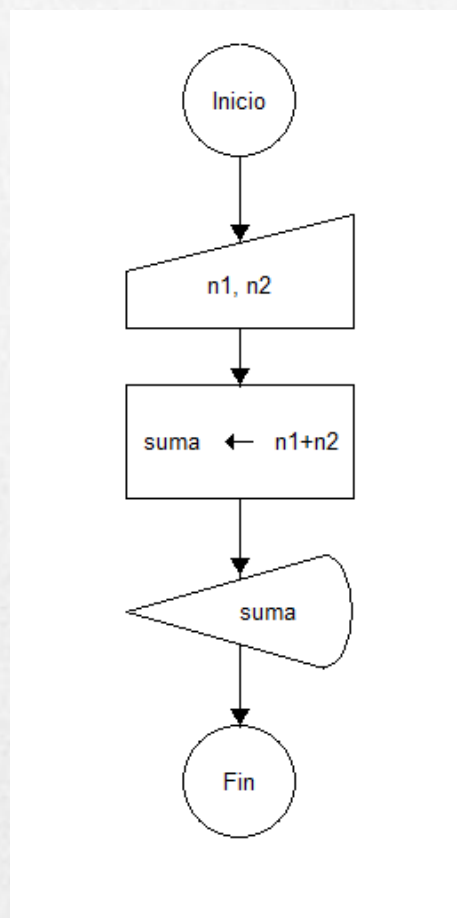 Inicio
n1, n2
suma ← n1+n2
suma
Fin